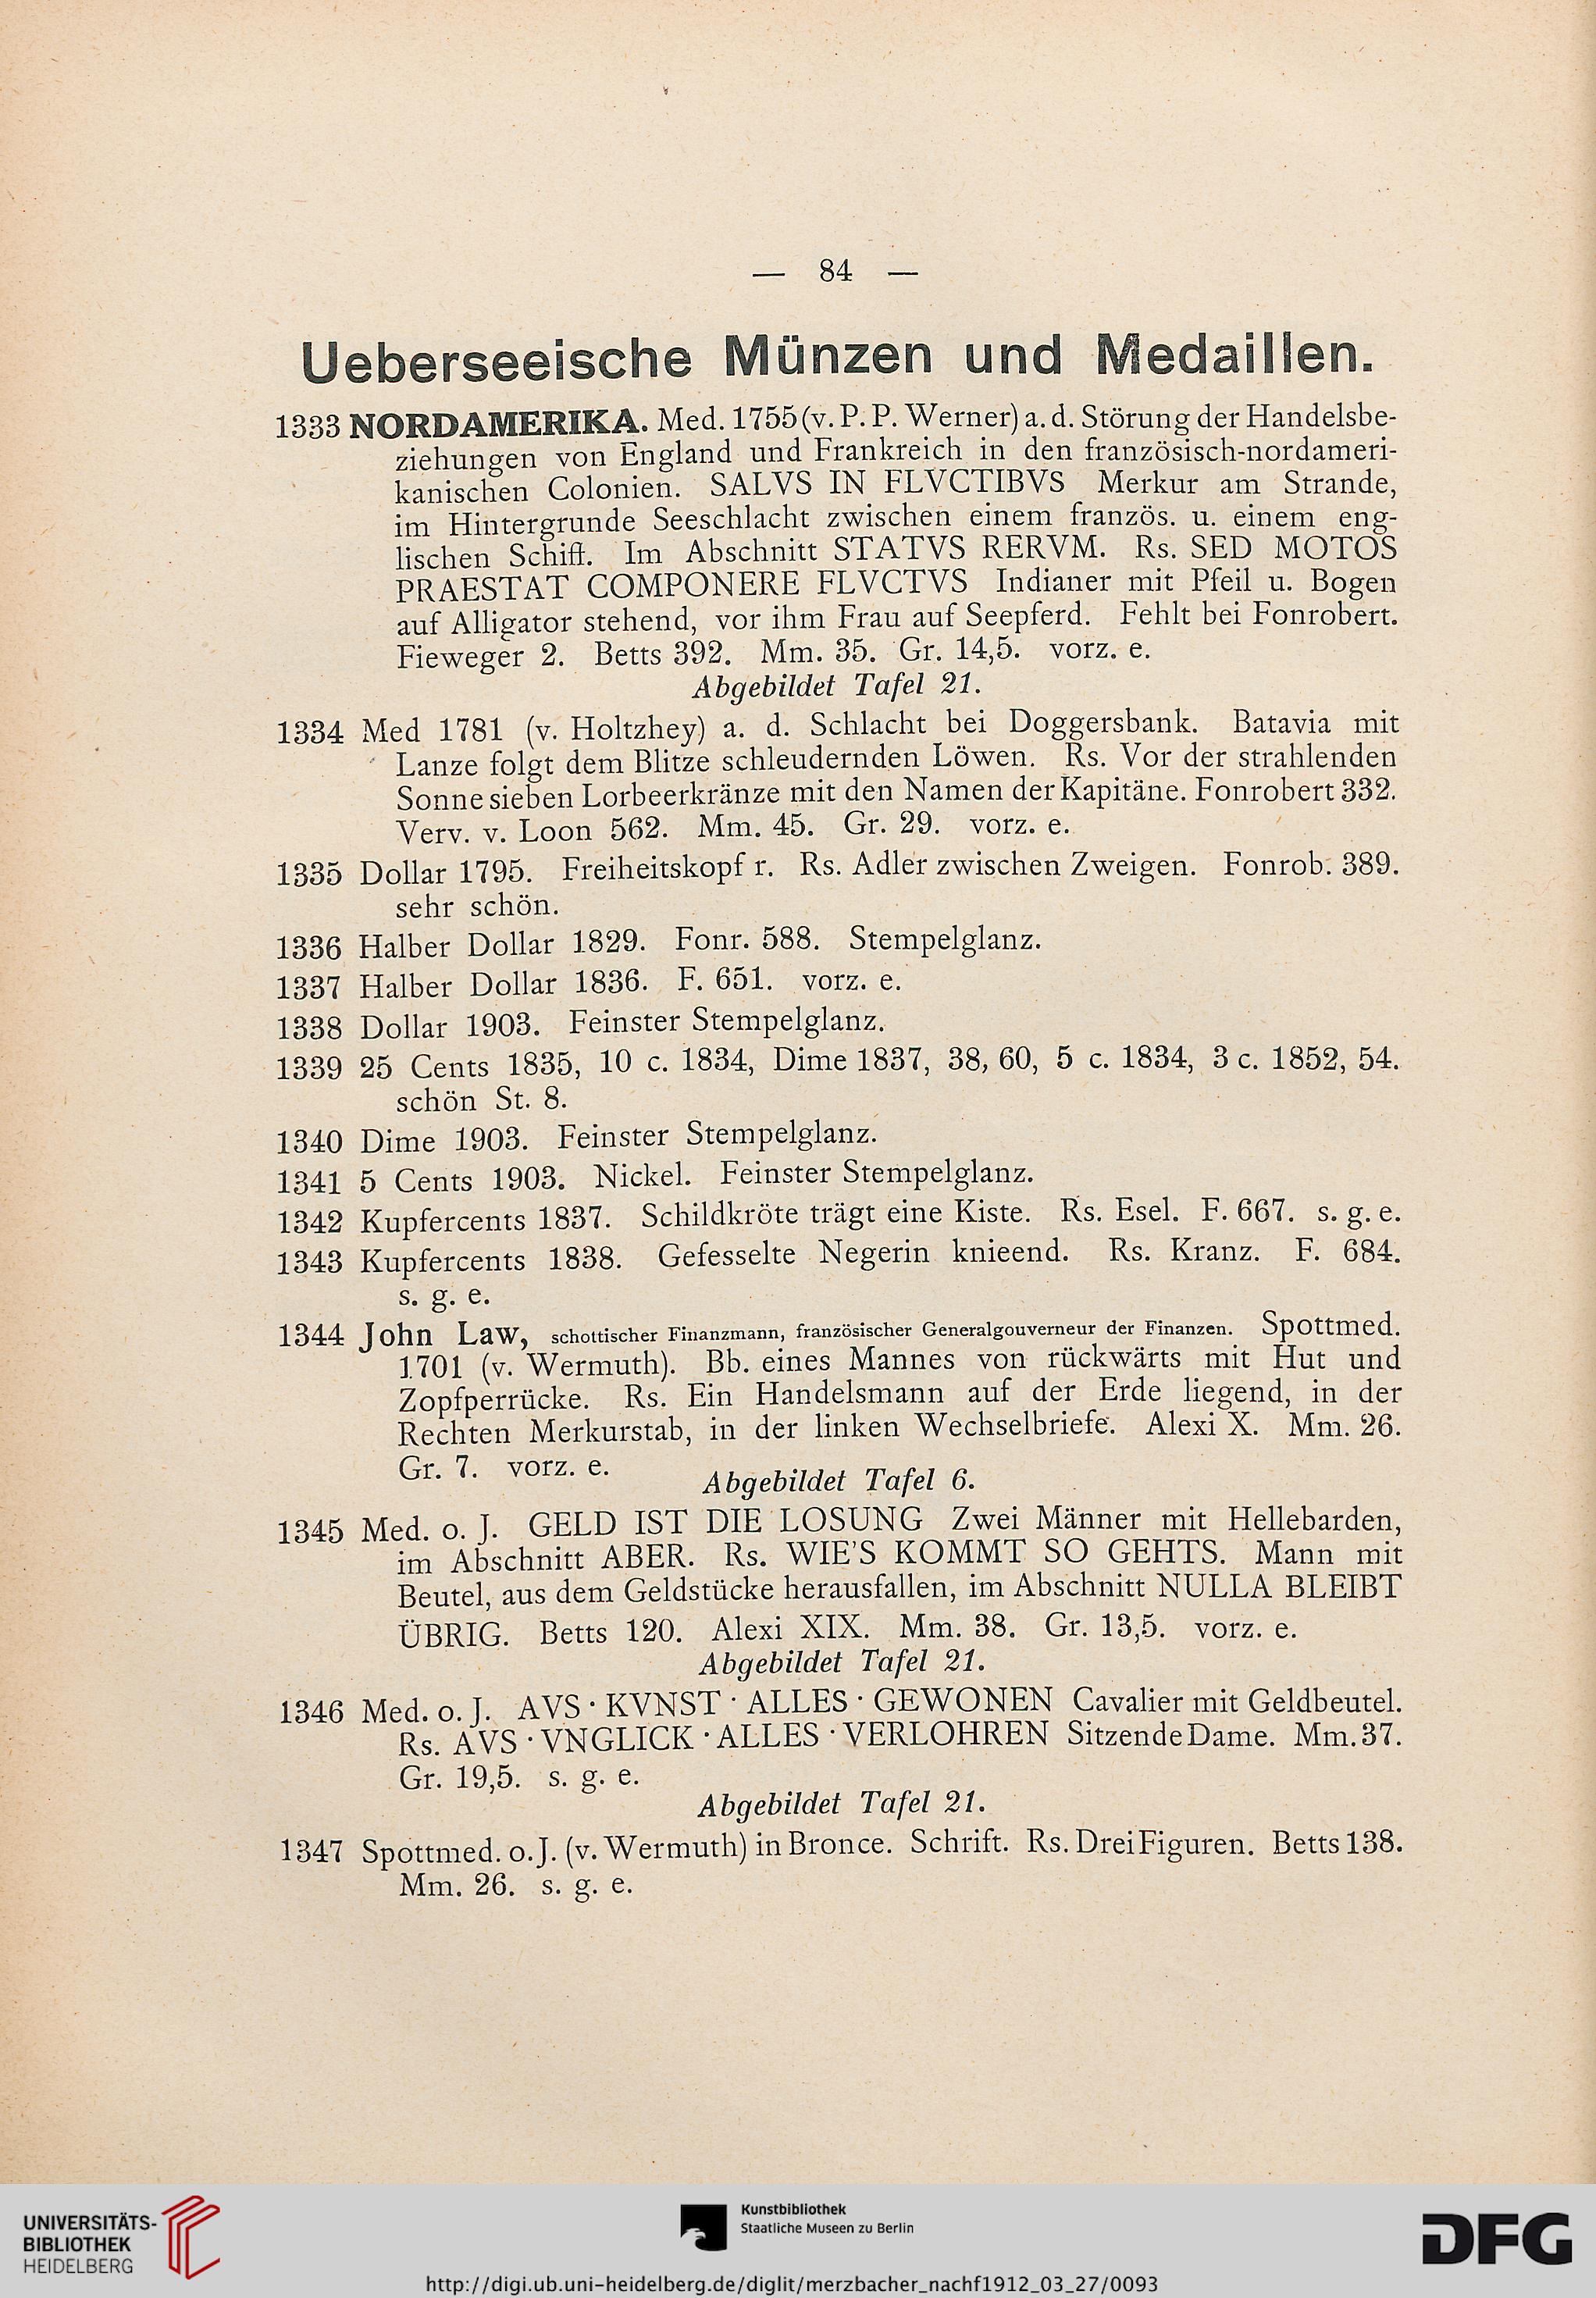 — 84 —
Ueberseeische Münzen und Medaillen.
1333 NORDAMERIKA. Med. 1755 (v. P. P. Werner) a. d. Störung der Handelsbe-
ziehungen von England und Frankreich in den französisch-nordameri-
kanischen Colonien. SALVS IN FLVCTIBVS Merkur am Strande,
im Hintergrunde Seeschlacht zwischen einem französ. u. einem eng-
lischen Schiff. Im Abschnitt STATVS RERVM. Rs. SED MOTOS
PRAESTAT COMPONERE FLVCTVS Indianer mit Pfeil u. Bogen
auf Alligator stehend, vor ihm Frau auf Seepferd. Fehlt bei Fonrobert.
Fieweger 2. Betts 392. Mm. 35. Gr. 14,5. vorz. e.
Abgebildet Tafel 21.
1334 Med 1781 (v. Holtzhey) a. d. Schlacht bei Doggersbank. Batavia mit
Lanze folgt dem Blitze schleudernden Löwen. Rs. Vor der strahlenden
Sonne sieben Lorbeerkränze mit den Namen der Kapitäne. Fonrobert 332.
Verv. v. Loon 562. Mm. 45. Gr. 29. vorz. e.
1335 Dollar 1795. Freiheitskopf r. Rs. Adler zwischen Zweigen. Fonrob. 389.
sehr schön.
1336 Halber Dollar 1829. Fonr. 588. Stempelglanz.
1337 Halber Dollar 1836. F. 651. vorz. e.
1338 Dollar 1903. Feinster Stempelglanz.
1339 25 Cents 1835, 10 c. 1834, Dime 1837, 38, 60, 5 c. 1834, 3 c. 1852, 54.
schön St. 8.
1340 Dime 1903. Feinster Stempelglanz.
1341 5 Cents 1903. Nickel. Feinster Stempelglanz.
1342 Kupfercents 1837. Schildkröte trägt eine Kiste. Rs. Esel. F. 667. s. g. e.
1343 Kupfercents 1838. Gefesselte Negerin knieend. Rs. Kranz. F. 684.
s. g. e.
1344 John Law, schottischer Finanzmann, französischer Generalgouverneur der Finanzen. Spottmed.
1701 (v. Wermuth). Bb. eines Mannes von rückwärts mit Hut und
Zopfperrücke. Rs. Ein Handelsmann auf der Erde liegend, in der
Rechten Merkurstab, in der linken Wechselbriefe. Alexi X. Mm. 26.
Gr. 7. vorz. e.
Abgebildet Tafel 6.
1345 Med. o. J. GELD IST DIE LOSUNG Zwei Männer mit Hellebarden,
im Abschnitt ABER. Rs. WIE'S KOMMT SO GEHTS. Mann mit
Beutel, aus dem Geldstücke herausfallen, im Abschnitt NULLA BLEIBT
ÜBRIG. Betts 120. Alexi XIX. Mm. 38. Gr. 13,5. vorz. e.
Abgebildet Tafel 21.
1346 Med. o. J. AVS · KVNST · ALLES · GEWONEN Cavalier mit Geldbeutel.
Rs. AVS · VNGLICK · ALLES · VERLOHREN Sitzende Dame. Mm. 37.
Gr. 19,5. s. g. e.
Abgebildet Tafel 21.
1347 Spottmed. o. J. (v. Wermuth) in Bronce. Schrift. Rs. Drei Figuren. Betts 138.
Mm. 26. s. g. e.
UNIVERSITÄTS-
BIBLIOTHEK
HEIDELBERG
Kunstbibliothek
Staatliche Museen zu Berlin
DFG
http://digi.ub.uni-heidelberg.de/diglit/merzbacher_nachf1912_03_27/0093